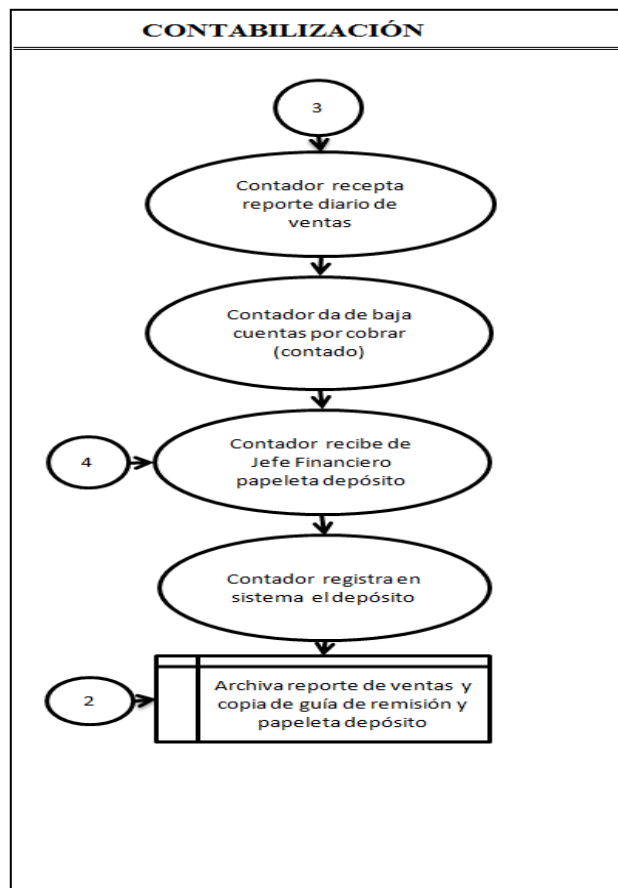 CONTABILIZACIÓN
3
Contador recepta
reporte diario de
ventas
Contador da de baja
cuentas por cobrar
(contado)
4
Contador recibe de
Jefe Financiero
papeleta depósito
Contador registra en
sistema el depósito
2
Archiva reporte de ventas y
copia de guía de remisión y
papeleta depósito